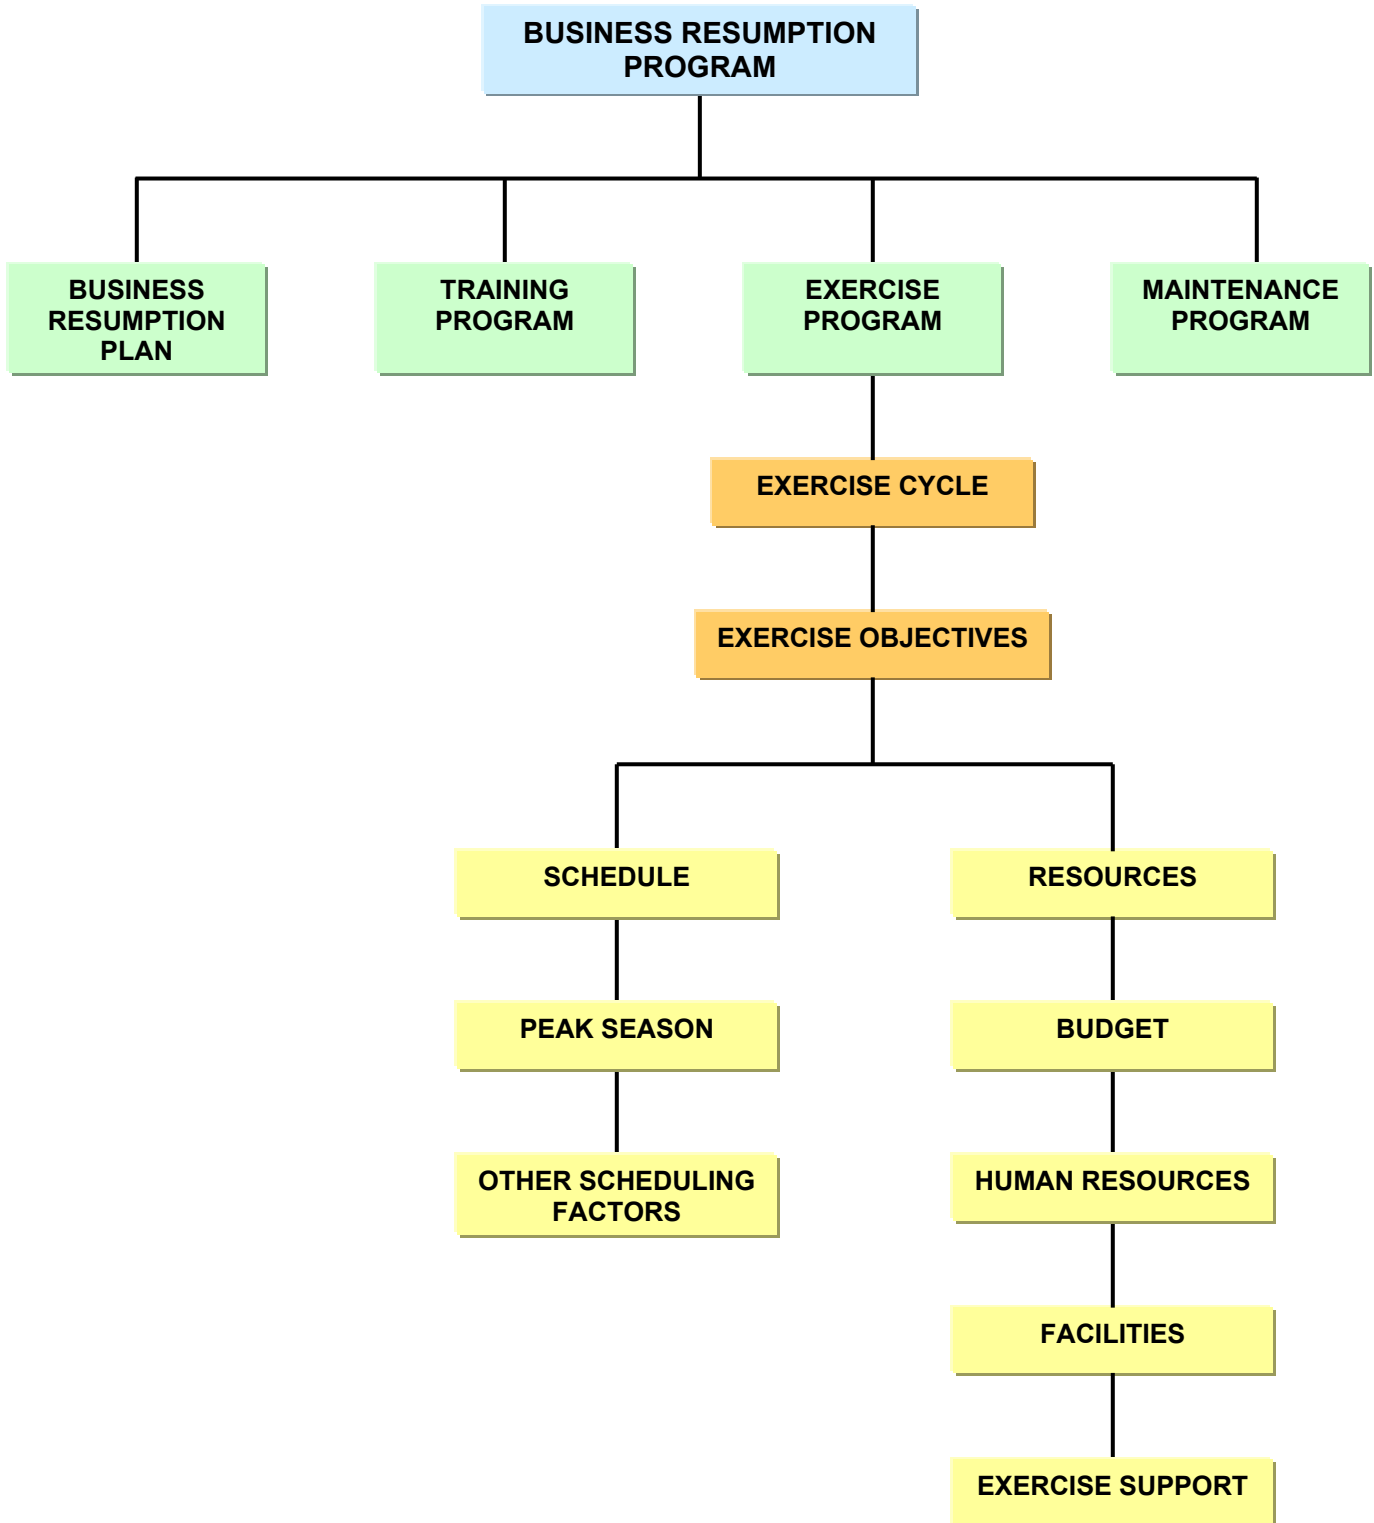 BUSINESS RESUMPTION
PROGRAM
BUSINESS
RESUMPTION
PLAN
TRAINING
PROGRAM
EXERCISE
PROGRAM
MAINTENANCE
PROGRAM
EXERCISE CYCLE
EXERCISE OBJECTIVES
SCHEDULE
RESOURCES
PEAK SEASON
BUDGET
OTHER SCHEDULING
FACTORS
HUMAN RESOURCES
FACILITIES
EXERCISE SUPPORT